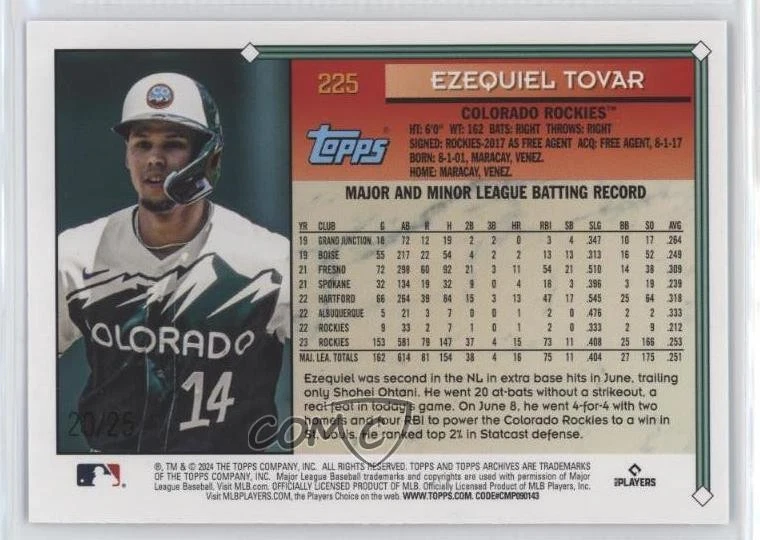 225 EZEQUIEL TOVAR
COLORADO ROCKIES™
HT: 6'0" WT: 162 BATS: RIGHT THROWS: RIGHT
SIGNED: ROCKIES-2017 AS FREE AGENT ACQ: FREE AGENT, 8-1-17
BORN: 8-1-01, MARACAY, VENEZ.
HOME: MARACAY, VENEZ.
Topps®
MAJOR AND MINOR LEAGUE BATTING RECORD
YR CLUB G AB R H 2B 3B HR RBI SB SLG BB SO AVG
19 GRAND JUNCTION 18 72 12 19 2 2 0 3 4 .347 10 17 .264
19 BOISE 55 217 22 54 4 2 2 13 13 .313 16 52 .249
21 FRESNO 72 298 60 92 21 3 11 54 21 .510 14 38 .309
21 SPOKANE 32 134 19 32 9 0 4 18 3 .396 3 19 .239
22 HARTFORD 66 264 39 84 15 3 13 47 17 .545 25 64 .318
22 ALBUQUERQUE 5 21 3 7 0 0 1 2 0 .476 2 2 .333
22 ROCKIES 9 33 2 7 1 0 1 2 0 .333 2 9 .212
23 ROCKIES 153 581 79 147 37 4 15 73 11 .408 25 166 .253
MAJ. LEA. TOTALS 162 614 81 154 38 4 16 75 11 .404 27 175 .251
Ezequiel was second in the NL in extra base hits in June, trailing
only Shohei Ohtani. He went 20 at-bats without a strikeout, a
real feat in today's game. On June 8, he went 4-for-4 with two
homers and four RBI to power the Colorado Rockies to a win in
St. Louis. He ranked top 2% in Statcast defense.
CO
COLORADO
14
20/25
COMC
®, TM & © 2024 THE TOPPS COMPANY, INC. ALL RIGHTS RESERVED. TOPPS AND TOPPS ARCHIVES ARE TRADEMARKS
OF THE TOPPS COMPANY, INC. Major League Baseball trademarks and copyrights are used with permission of Major
League Baseball. Visit MLB.com. OFFICIALLY LICENSED PRODUCT OF MLB. Officially Licensed Product of MLB Players, Inc.
Visit MLBPLAYERS.COM, the Players Choice on the web. WWW.TOPPS.COM. CODE#CMP090143
MLB PLAYERS